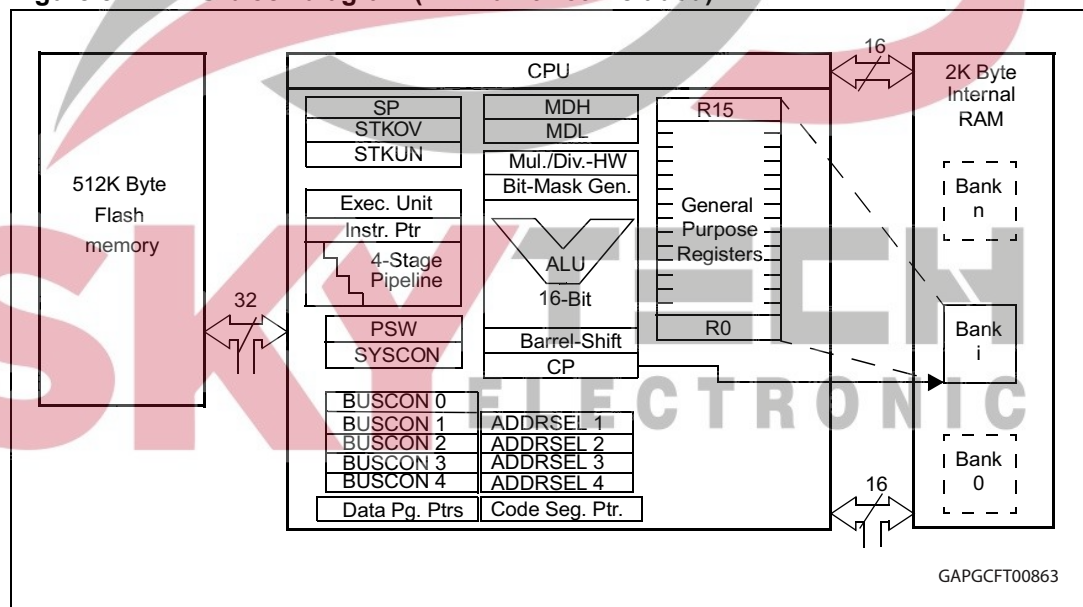 CPU
16
512K Byte
Flash
memory
32
SP
STKOV
STKUN
Exec. Unit
Instr. Ptr
4-Stage
Pipeline
PSW
SYSCON
BUSCON 0
BUSCON 1
BUSCON 2
BUSCON 3
BUSCON 4
Data Pg. Ptrs
MDH
MDL
Mul./Div.-HW
Bit-Mask Gen.
ALU
16-Bit
Barrel-Shift
CP
ADDRSEL 1
ADDRSEL 2
ADDRSEL 3
ADDRSEL 4
Code Seg. Ptr.
R15
General
Purpose
Registers
R0
2K Byte
Internal
RAM
Bank
n
Bank
i
Bank
0
16
GAPGCFT00863
SKYTECH
ELECTRONIC